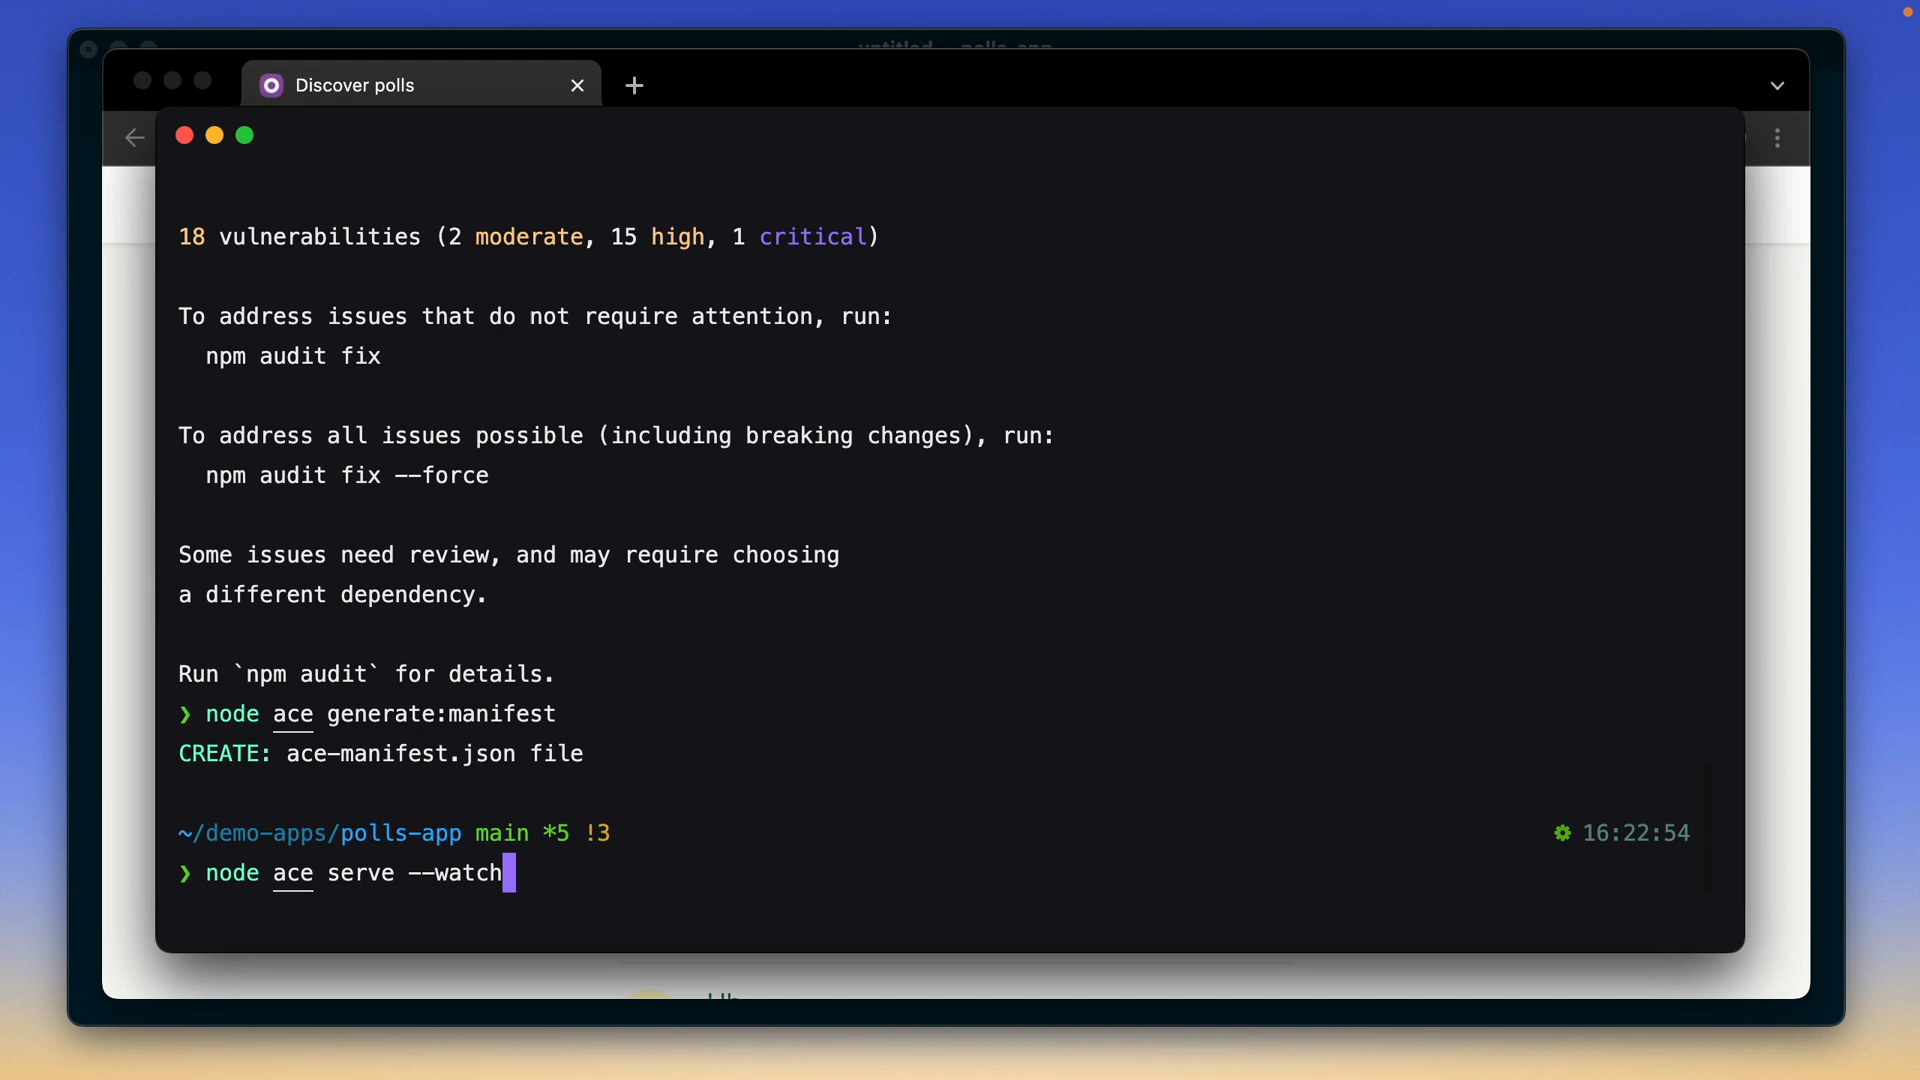 untitled — polls-app
Discover polls
18 vulnerabilities (2 moderate, 15 high, 1 critical)
To address issues that do not require attention, run:
npm audit fix
To address all issues possible (including breaking changes), run:
npm audit fix --force
Some issues need review, and may require choosing
a different dependency.
Run `npm audit` for details.
❯ node ace generate:manifest
CREATE: ace-manifest.json file
~/demo-apps/polls-app main *5 !3 16:22:54
❯ node ace serve --watch